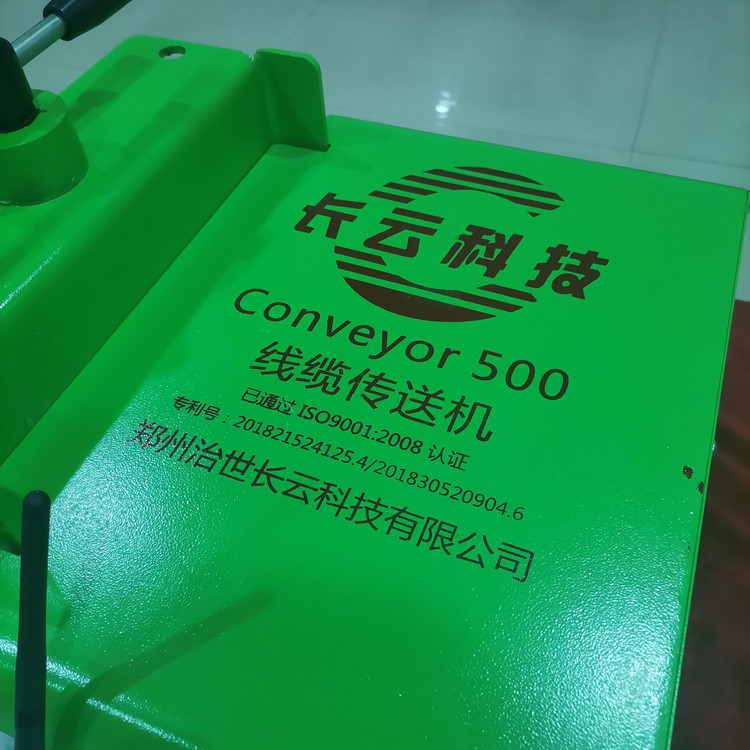 长云科技
Conveyor 500
线缆传送机
已通过 ISO9001:2008 认证
专利号：201821524125.4/201830520904.6
郑州治世长云科技有限公司